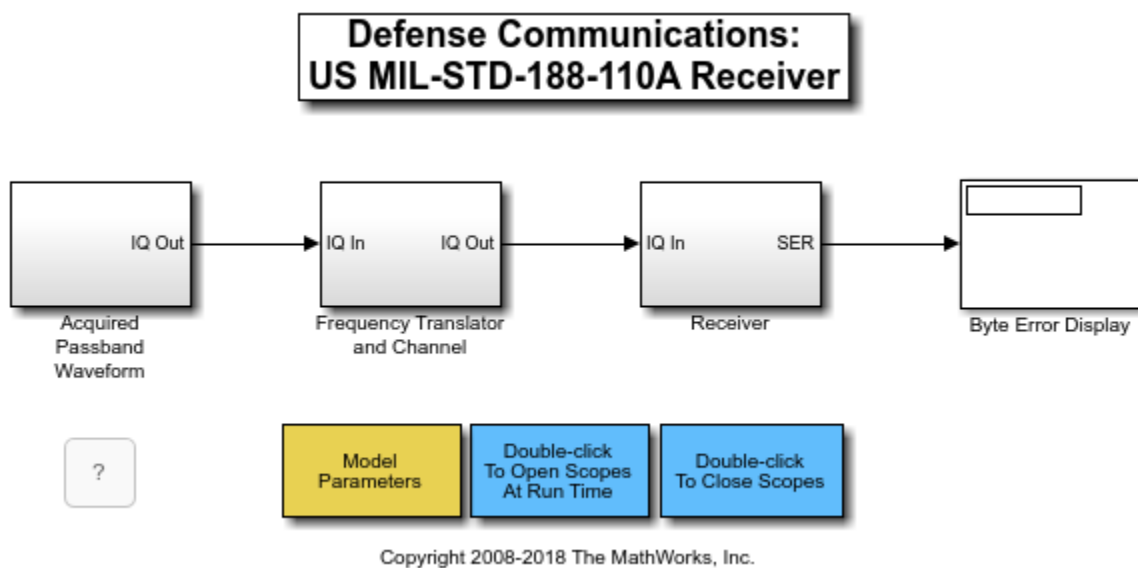 Defense Communications:
US MIL-STD-188-110A Receiver
IQ Out
IQ In
IQ Out
IQ In
SER
Acquired
Passband
Waveform
Frequency Translator
and Channel
Receiver
Byte Error Display
?
Model
Parameters
Double-click
To Open Scopes
At Run Time
Double-click
To Close Scopes
Copyright 2008-2018 The MathWorks, Inc.